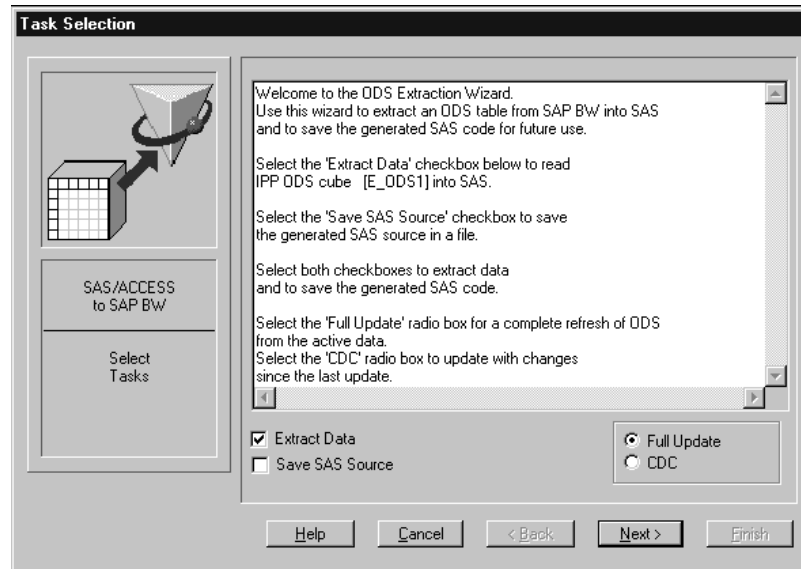 Task Selection
Welcome to the ODS Extraction Wizard.
Use this wizard to extract an ODS table from SAP BW into SAS
and to save the generated SAS code for future use.
Select the 'Extract Data' checkbox below to read
IPP ODS cube [E_ODS1] into SAS.
Select the 'Save SAS Source' checkbox to save
the generated SAS source in a file.
Select both checkboxes to extract data
and to save the generated SAS code.
Select the 'Full Update' radio box for a complete refresh of ODS
from the active data.
Select the 'CDC' radio box to update with changes
since the last update.
SAS/ACCESS
to SAP BW
Select
Tasks
Extract Data
Save SAS Source
Full Update
CDC
Help
Cancel
< Back
Next >
Finish